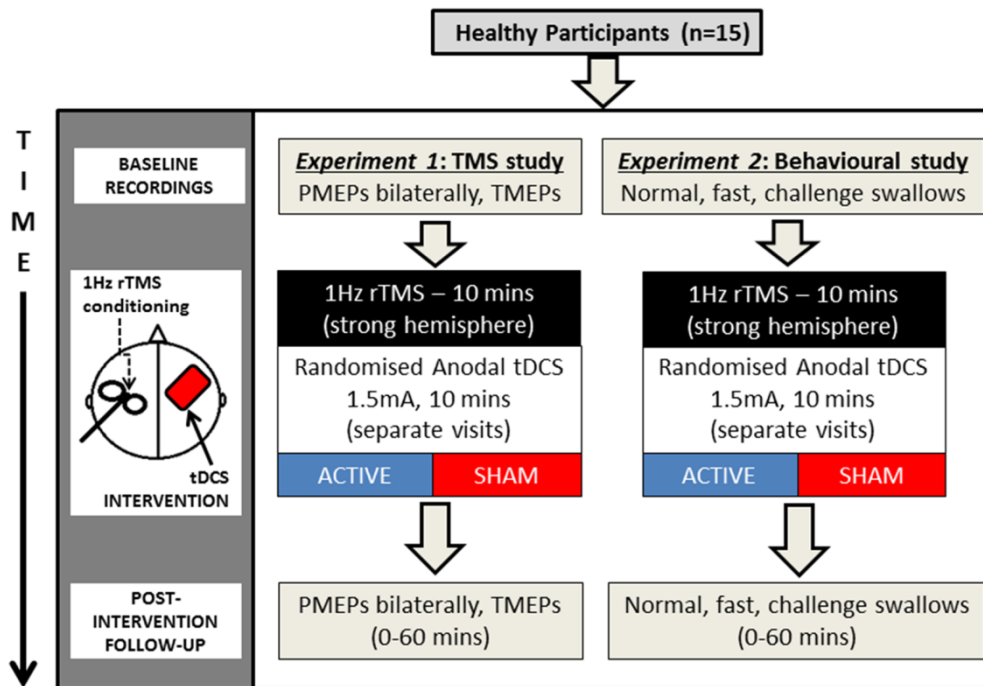 Healthy Participants (n=15)
TIME
BASELINE
RECORDINGS
Experiment 1: TMS study
PMEPs bilaterally, TMEPs
Experiment 2: Behavioural study
Normal, fast, challenge swallows
1Hz rTMS
conditioning
tDCS
INTERVENTION
1Hz rTMS – 10 mins
(strong hemisphere)
Randomised Anodal tDCS
1.5mA, 10 mins
(separate visits)
ACTIVE
SHAM
1Hz rTMS – 10 mins
(strong hemisphere)
Randomised Anodal tDCS
1.5mA, 10 mins
(separate visits)
ACTIVE
SHAM
POST-
INTERVENTION
FOLLOW-UP
PMEPs bilaterally, TMEPs
(0-60 mins)
Normal, fast, challenge swallows
(0-60 mins)